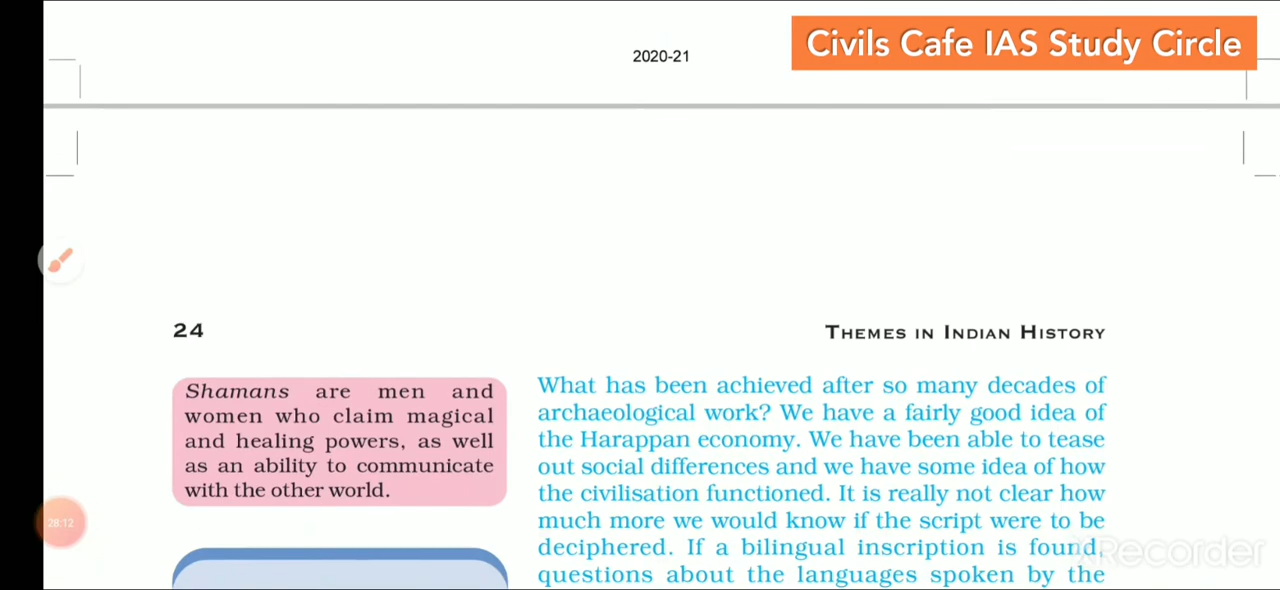 Civils Cafe IAS Study Circle
2020-21
24
THEMES IN INDIAN HISTORY
Shamans are men and
women who claim magical
and healing powers, as well
as an ability to communicate
with the other world.
28:12
What has been achieved after so many decades of
archaeological work? We have a fairly good idea of
the Harappan economy. We have been able to tease
out social differences and we have some idea of how
the civilisation functioned. It is really not clear how
much more we would know if the script were to be
deciphered. If a bilingual inscription is found,
questions about the languages spoken by the
XRecorder